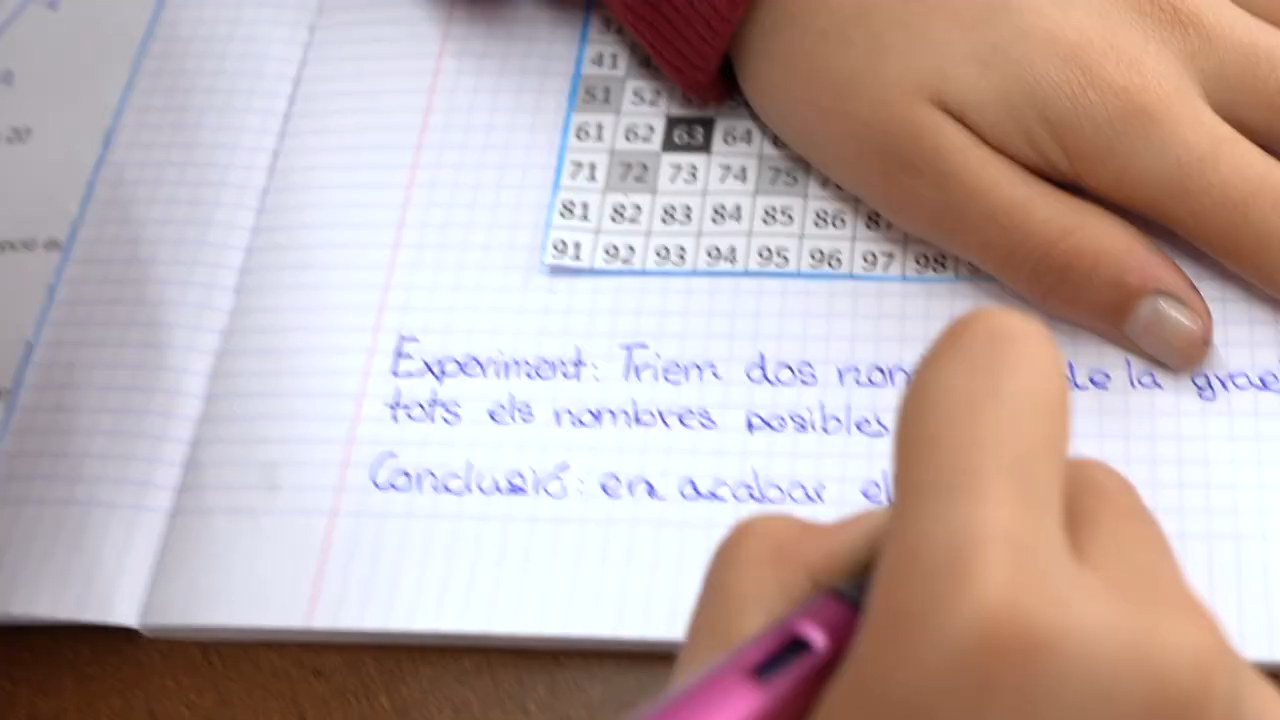 20
41
51 52
61 62 63 64
71 72 73 74 75
81 82 83 84 85 86 87
91 92 93 94 95 96 97 98
Experiment: Triem dos de la
tots els nombres posibles
Conclusió: en acabar el